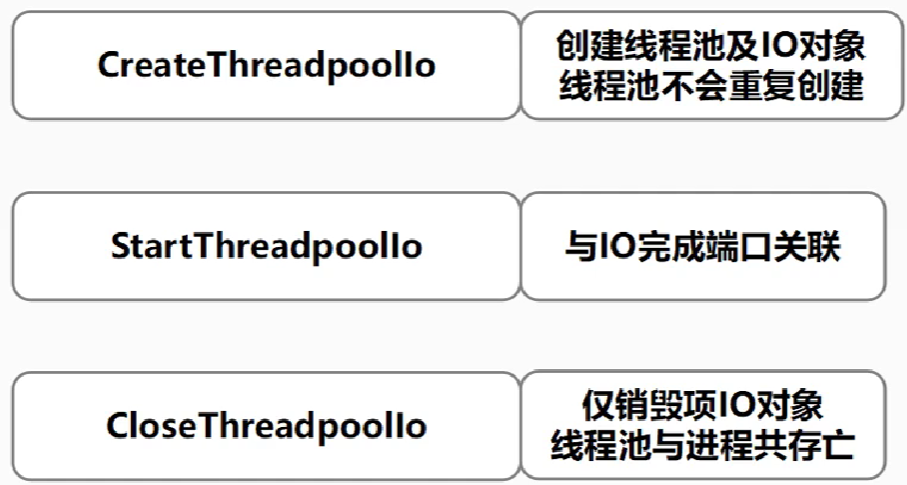 CreateThreadpoolIo
创建线程池及IO对象
线程池不会重复创建
StartThreadpoolIo
与IO完成端口关联
CloseThreadpoolIo
仅销毁项IO对象
线程池与进程共存亡